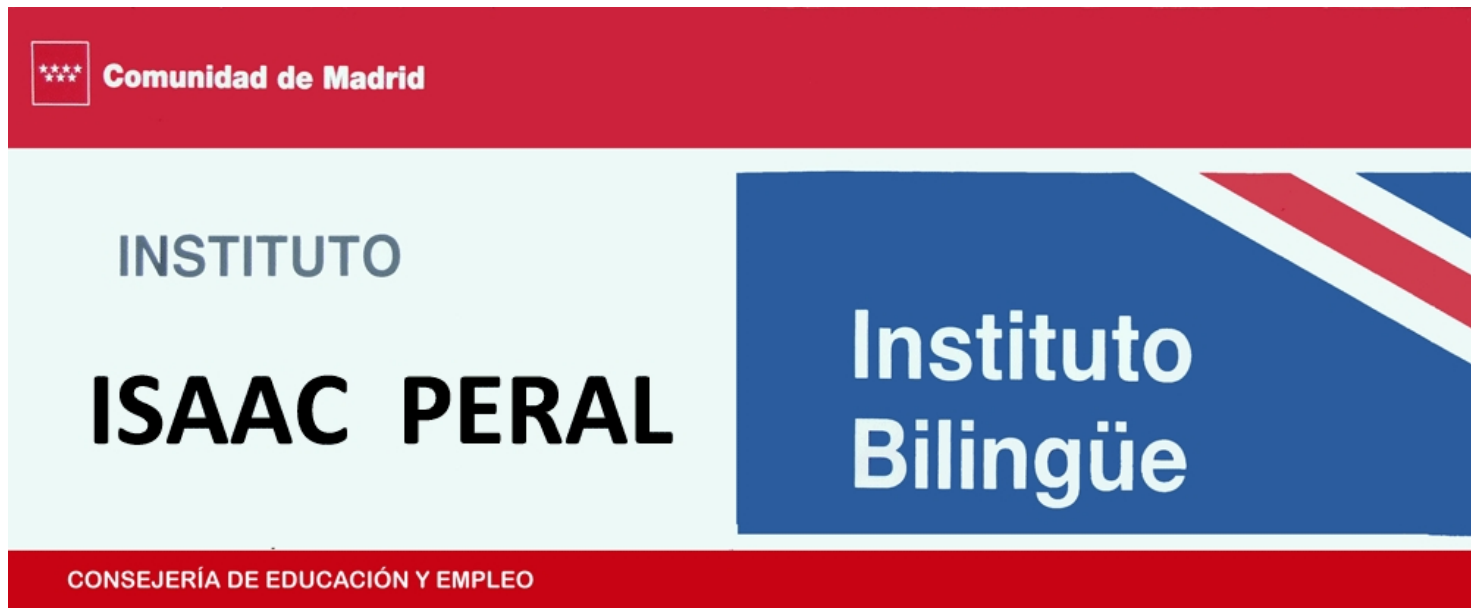 Comunidad de Madrid
INSTITUTO
ISAAC PERAL
Instituto
Bilingüe
CONSEJERÍA DE EDUCACIÓN Y EMPLEO